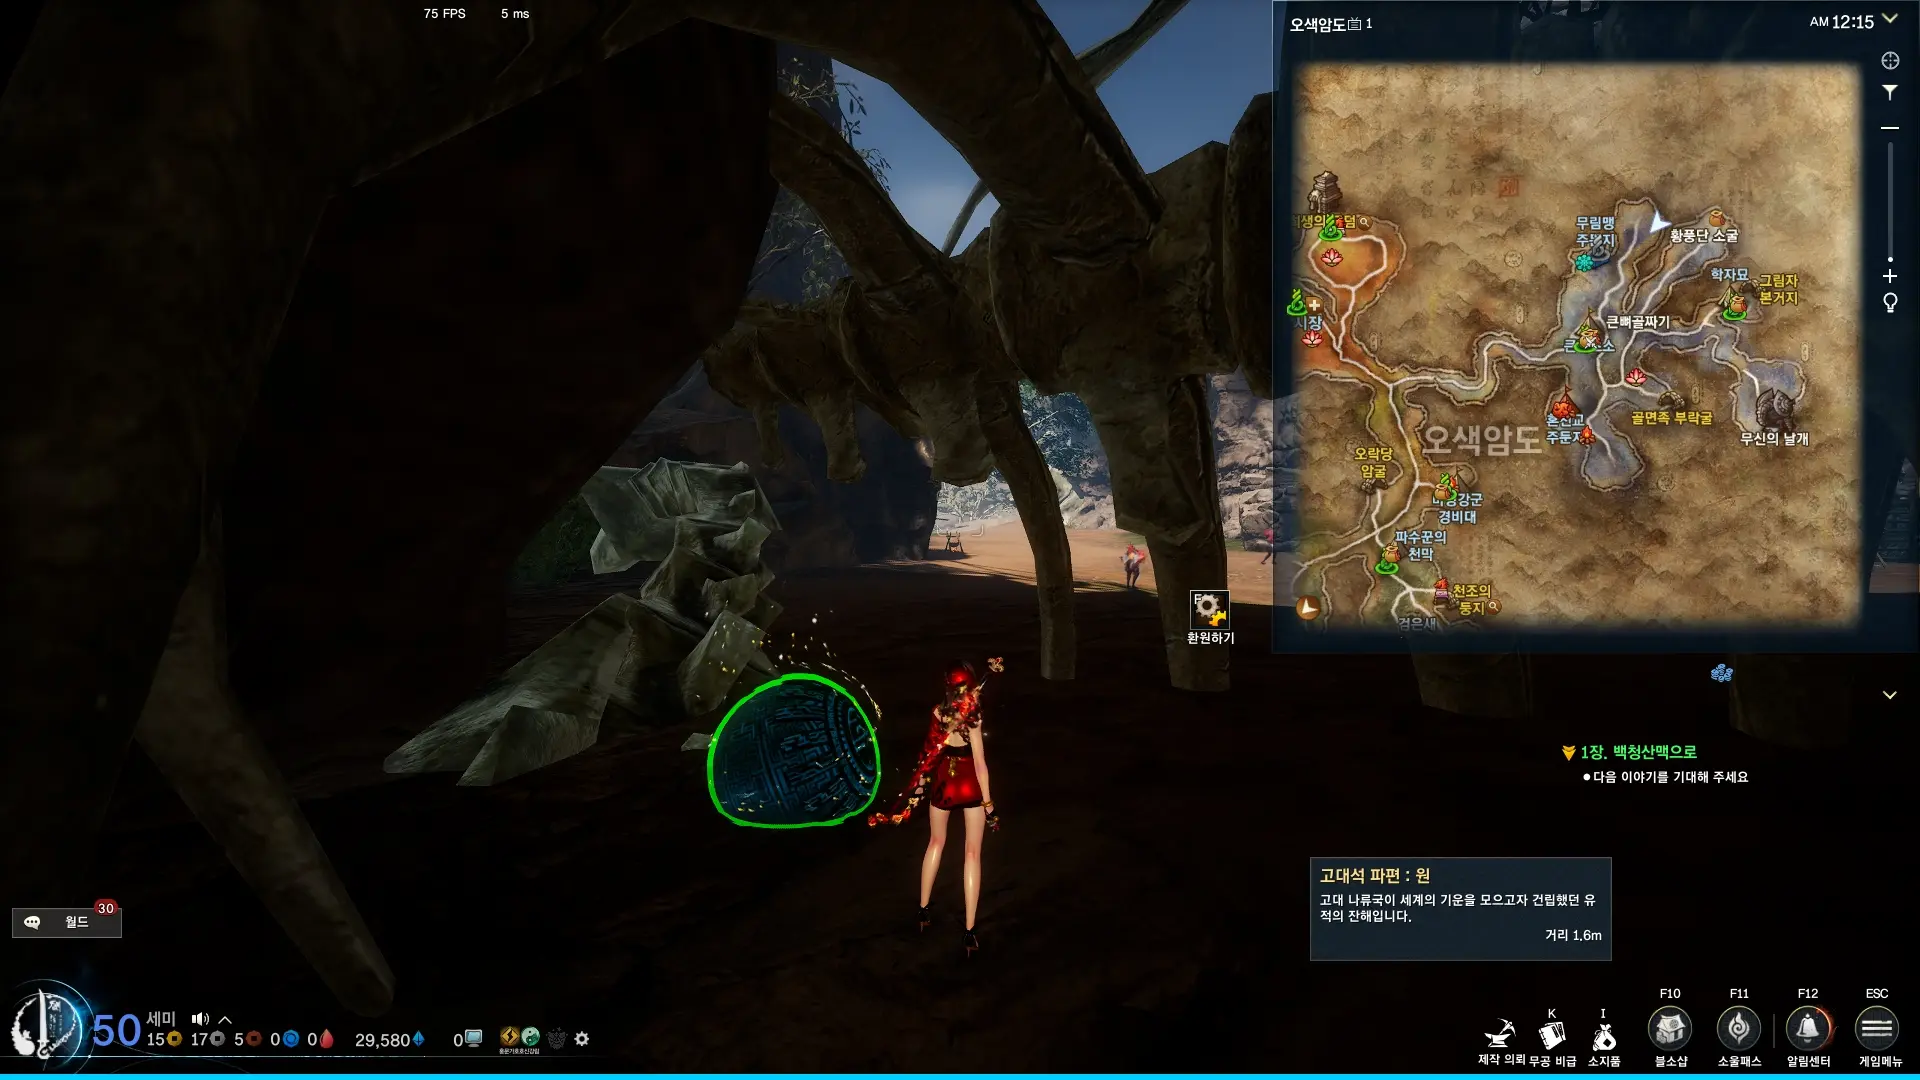 75 FPS 5 ms
오색암도 1
AM 12:15
무림맹
주둔지
황풍단 소굴
학자묘
그림자
본거지
시장
큰뼈골짜기
골면족 부락굴
무신의 날개
주둔지
오색암도
오락당
암굴
경비대
파수꾼의
천막
천조의
둥지
검은새
F
환원하기
1장. 백청산맥으로
다음 이야기를 기대해 주세요
고대석 파편 : 원
고대 나류국이 세계의 기운을 모으고자 건립했던 유
적의 잔해입니다.
거리 1.6m
월드
30
50 세미
15 17 5 0 0 29,580 0
K I F10 F11 F12 ESC
제작 의뢰 무공 비급 소지품 블소샵 소울패스 알림센터 게임메뉴